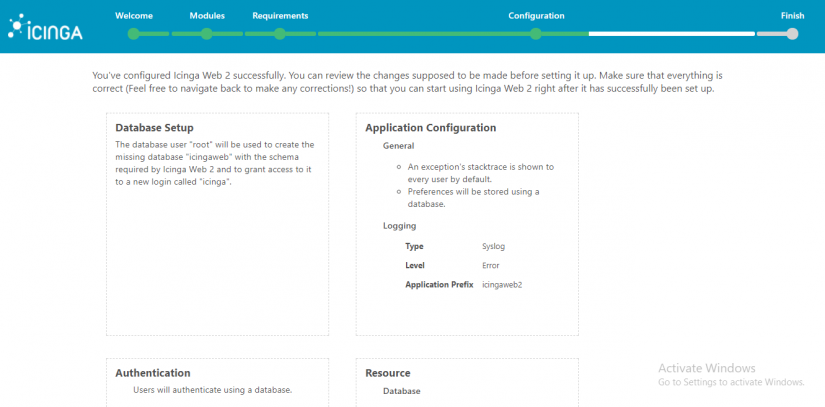 Welcome
Modules
Requirements
Configuration
Finish
ICINGA
You've configured Icinga Web 2 successfully. You can review the changes supposed to be made before setting it up. Make sure that everything is
correct (Feel free to navigate back to make any corrections!) so that you can start using Icinga Web 2 right after it has successfully been set up.
Database Setup
The database user "root" will be used to create the
missing database "icingaweb" with the schema
required by Icinga Web 2 and to grant access to it
to a new login called "icinga".
Application Configuration
General
An exception's stacktrace is shown to
every user by default.
Preferences will be stored using a
database.
Logging
Type Syslog
Level Error
Application Prefix icingaweb2
Authentication
Users will authenticate using a database.
Resource
Database
Activate Windows
Go to Settings to activate Windows.